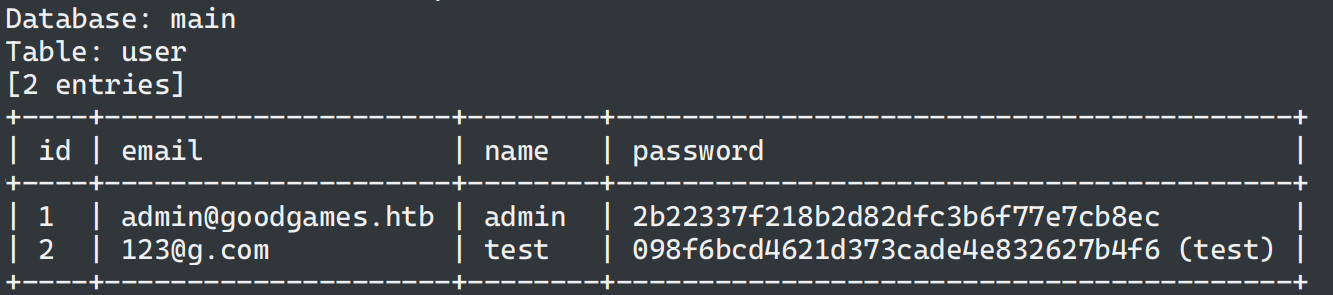 Database: main
Table: user
[2 entries]
+----+---------------------+--------+-----------------------------------------+
| id | email               | name   | password                                |
+----+---------------------+--------+-----------------------------------------+
| 1  | admin@goodgames.htb | admin  | 2b22337f218b2d82dfc3b6f77e7cb8ec        |
| 2  | 123@g.com           | test   | 098f6bcd4621d373cade4e832627b4f6 (test) |
+----+---------------------+--------+-----------------------------------------+